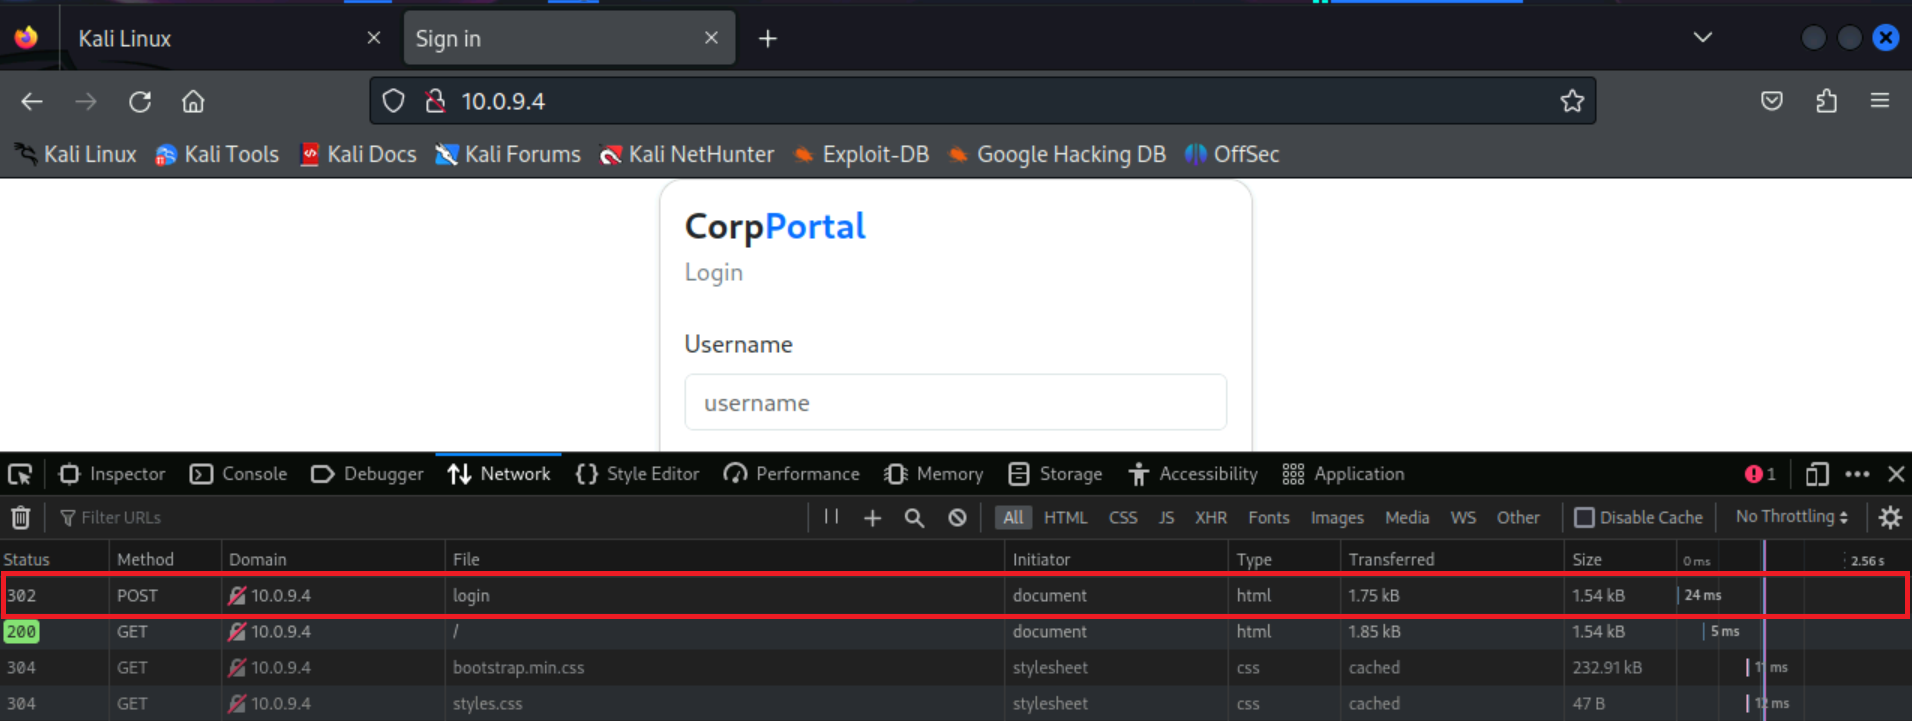 Kali Linux
Sign in
10.0.9.4
Kali Linux Kali Tools Kali Docs Kali Forums Kali NetHunter Exploit-DB Google Hacking DB OffSec
CorpPortal
Login
Username
username
Inspector Console Debugger Network Style Editor Performance Memory Storage Accessibility Application 1
Filter URLs All HTML CSS JS XHR Fonts Images Media WS Other Disable Cache No Throttling
Status Method Domain File Initiator Type Transferred Size 0 ms 2.56 s
302 POST 10.0.9.4 login document html 1.75 kB 1.54 kB 24 ms
200 GET 10.0.9.4 / document html 1.85 kB 1.54 kB 5 ms
304 GET 10.0.9.4 bootstrap.min.css stylesheet css cached 232.91 kB 11 ms
304 GET 10.0.9.4 styles.css stylesheet css cached 47 B 12 ms